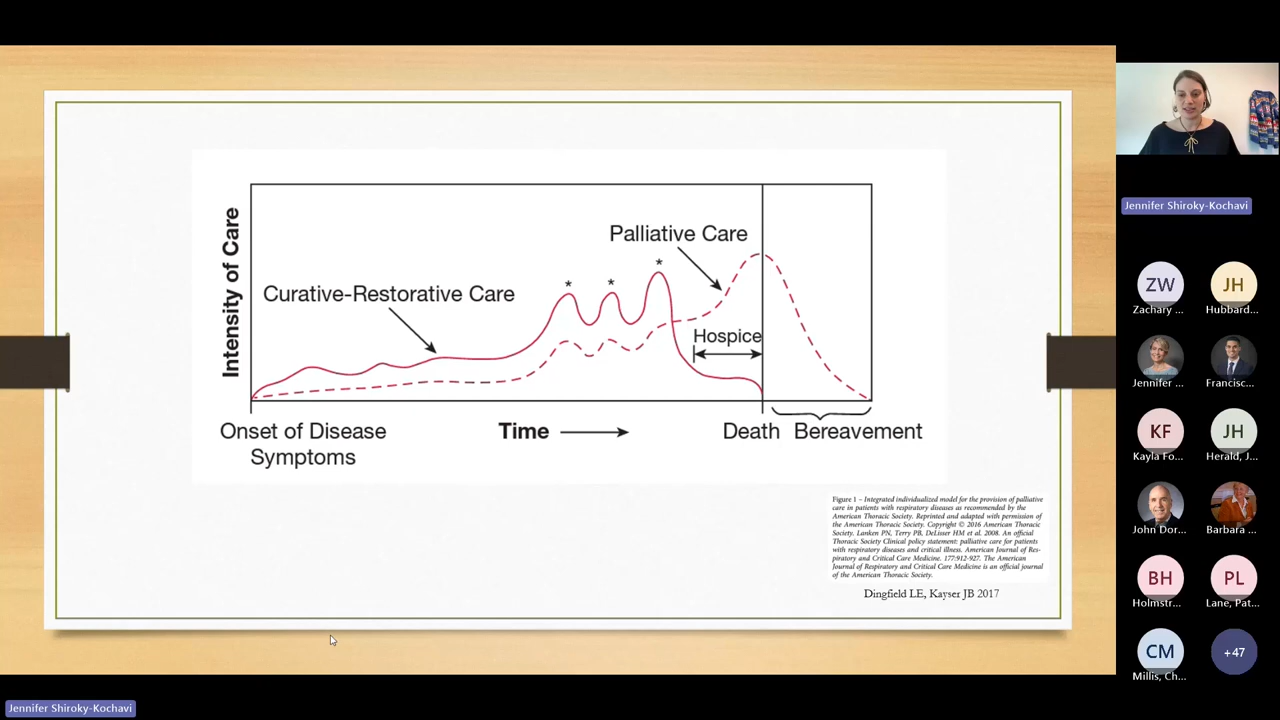 Intensity of Care
Curative-Restorative Care
Palliative Care
*
*
*
Hospice
Onset of Disease
Symptoms
Time
Death
Bereavement
Figure 1 – Integrated individualized model for the provision of palliative
care in patients with respiratory diseases as recommended by the
American Thoracic Society. Reprinted and adapted with permission of
the American Thoracic Society. Copyright © 2016 American Thoracic
Society. Lanken PN, Terry PB, DeLisser HM et al. 2008. An official
Thoracic Society Clinical policy statement: palliative care for patients
with respiratory diseases and critical illness. American Journal of Res-
piratory and Critical Care Medicine. 177:912-927. The American
Journal of Respiratory and Critical Care Medicine is an official journal
of the American Thoracic Society.
Dingfield LE, Kayser JB 2017
Jennifer Shiroky-Kochavi
ZW
Zachary ...
JH
Hubbard...
Jennifer ...
Francisc...
KF
Kayla Fo...
JH
Herald, J...
John Dor...
Barbara ...
BH
Holmstr...
PL
Lane, Pat...
CM
Millis, Ch...
+47
Jennifer Shiroky-Kochavi